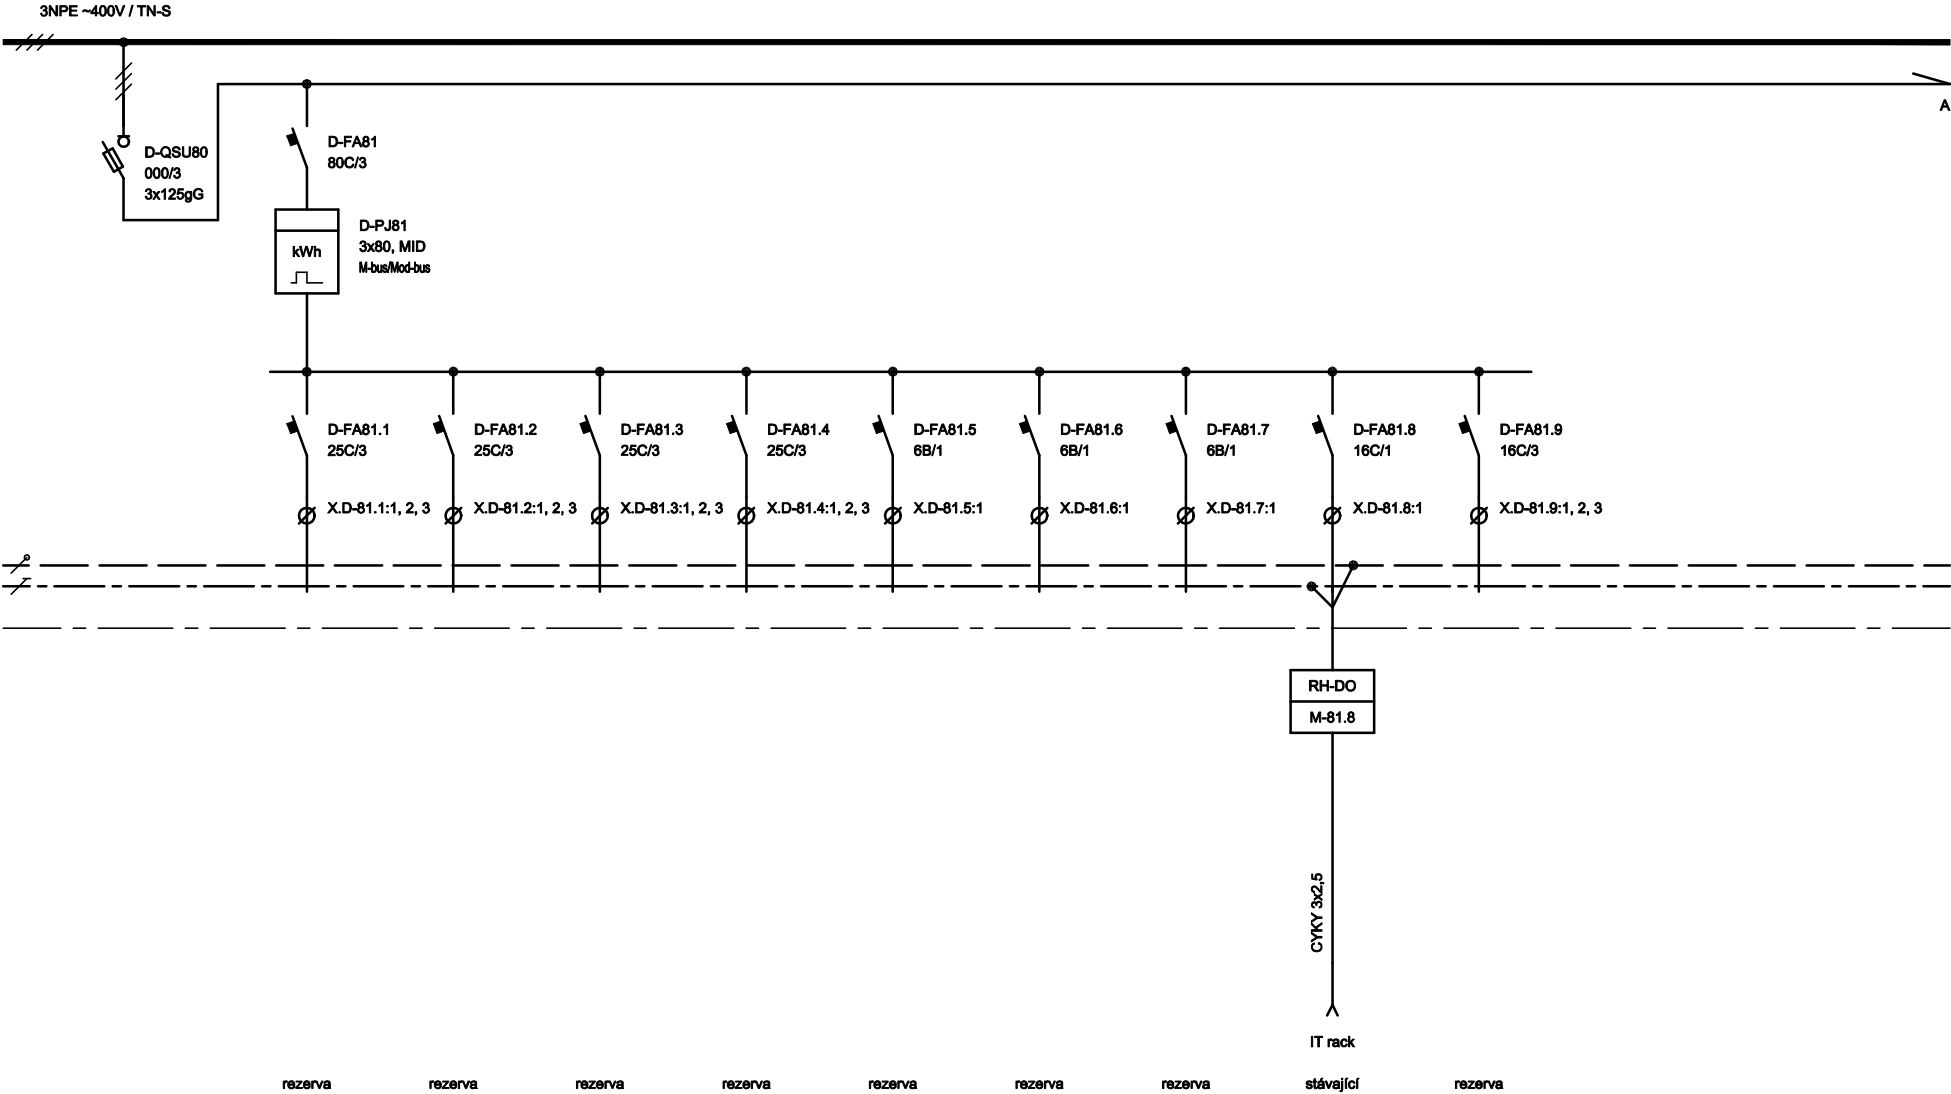 3NPE ~400V / TN-S
A
D-QSU80
000/3
3x125gG
D-FA81
80C/3
kWh
D-PJ81
3x80, MID
M-bus/Mod-bus
D-FA81.1
25C/3
D-FA81.2
25C/3
D-FA81.3
25C/3
D-FA81.4
25C/3
D-FA81.5
6B/1
D-FA81.6
6B/1
D-FA81.7
6B/1
D-FA81.8
16C/1
D-FA81.9
16C/3
X.D-81.1:1, 2, 3
X.D-81.2:1, 2, 3
X.D-81.3:1, 2, 3
X.D-81.4:1, 2, 3
X.D-81.5:1
X.D-81.6:1
X.D-81.7:1
X.D-81.8:1
X.D-81.9:1, 2, 3
RH-DO
M-81.8
CYKY 3x2,5
IT rack
rezerva
rezerva
rezerva
rezerva
rezerva
rezerva
rezerva
stávající
rezerva